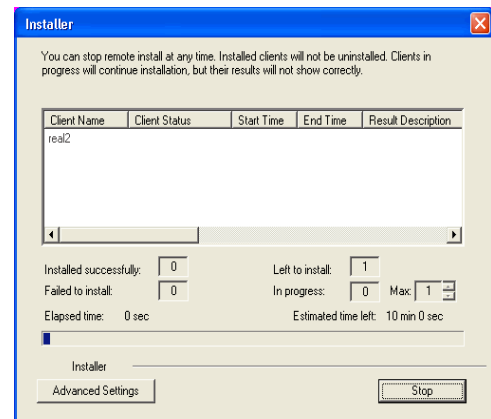 Installer
You can stop remote install at any time. Installed clients will not be uninstalled. Clients in
progress will continue installation, but their results will not show correctly.
Client Name Client Status Start Time End Time Result Description
real2
Installed successfully: 0 Left to install: 1
Failed to install: 0 In progress: 0 Max: 1
Elapsed time: 0 sec Estimated time left: 10 min 0 sec
Installer
Advanced Settings Stop